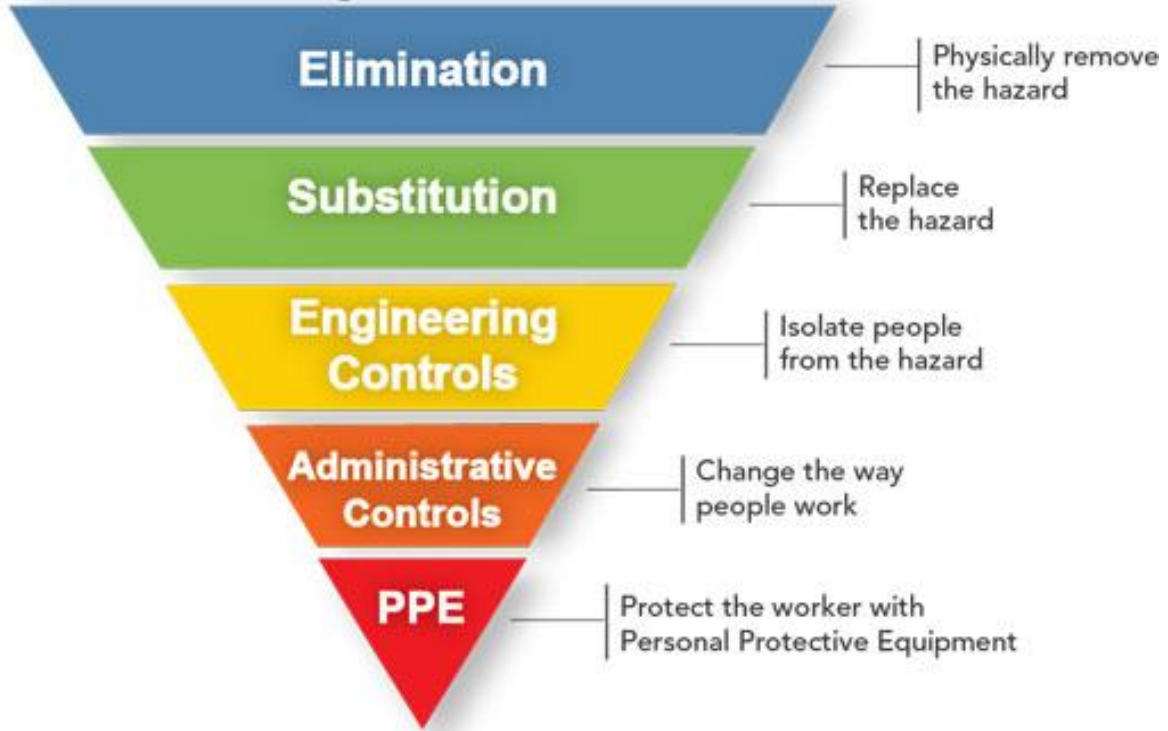 Elimination
Physically remove
the hazard
Substitution
Replace
the hazard
Engineering
Controls
Isolate people
from the hazard
Administrative
Controls
Change the way
people work
PPE
Protect the worker with
Personal Protective Equipment